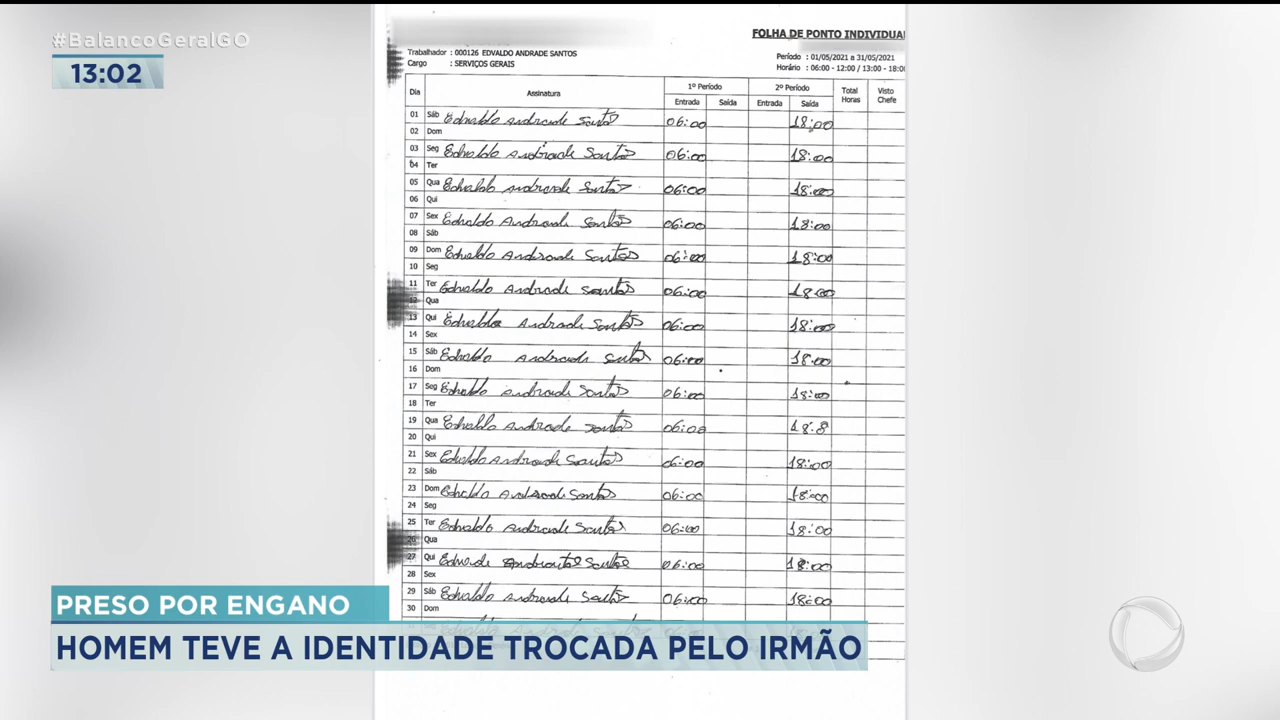 #BalancoGeralGO
13:02
FOLHA DE PONTO INDIVIDUA
Trabalhador : 000126 EDVALDO ANDRADE SANTOS
Cargo : SERVIÇOS GERAIS
Período : 01/05/2021 a 31/05/2021
Horário : 06:00 - 12:00 / 13:00 - 18:00
Dia Assinatura 1º Período 2º Período Total Horas Visto Chefe
Entrada Saída Entrada Saída
01 Sáb Edvaldo Andrade Santos 06:00 18:00
02 Dom
03 Seg Edvaldo Andrade Santos 06:00 18:00
04 Ter
05 Qua Edvaldo Andrade Santos 06:00 18:00
06 Qui
07 Sex Edvaldo Andrade Santos 06:00 18:00
08 Sáb
09 Dom Edvaldo Andrade Santos 06:00 18:00
10 Seg
11 Ter Edvaldo Andrade Santos 06:00 18:00
12 Qua
13 Qui Edvaldo Andrade Santos 06:00 18:00
14 Sex
15 Sáb Edvaldo Andrade Santos 06:00 18:00
16 Dom
17 Seg Edvaldo Andrade Santos 06:00 18:00
18 Ter
19 Qua Edvaldo Andrade Santos 06:00 18:8
20 Qui
21 Sex Edvaldo Andrade Santos 06:00 18:00
22 Sáb
23 Dom Edvaldo Andrade Santos 06:00 18:00
24 Seg
25 Ter Edvaldo Andrade Santos 06:00 18:00
26 Qua
27 Qui Santos 06:00 18:00
28 Sex
29 Sáb Edvaldo Andrade Santos 06:00 18:00
30 Dom
PRESO POR ENGANO
HOMEM TEVE A IDENTIDADE TROCADA PELO IRMÃO